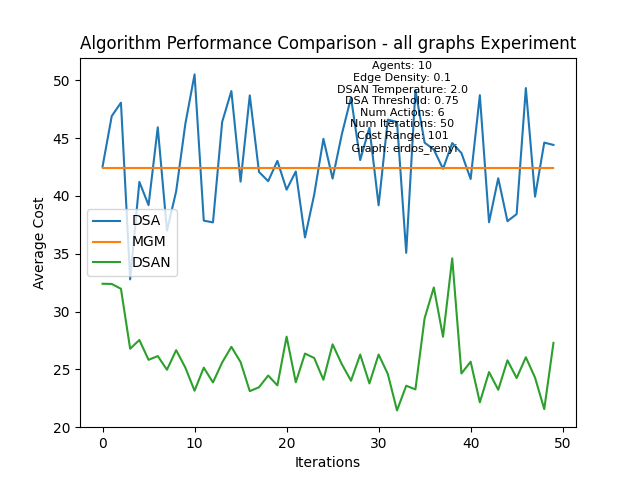 Algorithm Performance Comparison - all graphs Experiment
Agents: 10
Edge Density: 0.1
DSAN Temperature: 2.0
DSA Threshold: 0.75
Num Actions: 6
Num Iterations: 50
Cost Range: 101
Graph: erdos_renyi
50
45
40
35
30
25
20
Average Cost
DSA
MGM
DSAN
0
10
20
30
40
50
Iterations